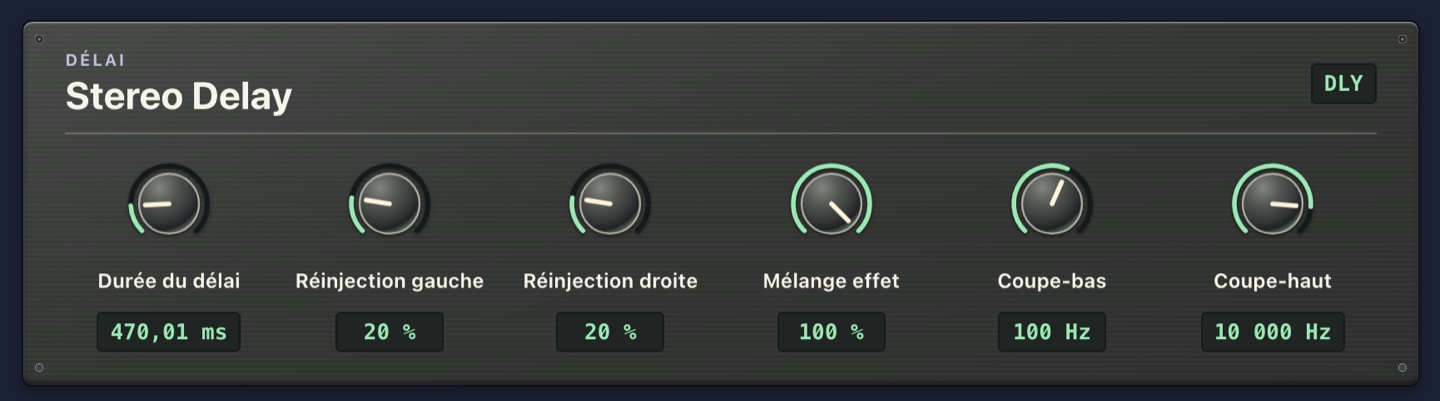 DÉLAI
Stereo Delay
DLY
Durée du délai
Réinjection gauche
Réinjection droite
Mélange effet
Coupe-bas
Coupe-haut
470,01 ms
20 %
20 %
100 %
100 Hz
10 000 Hz